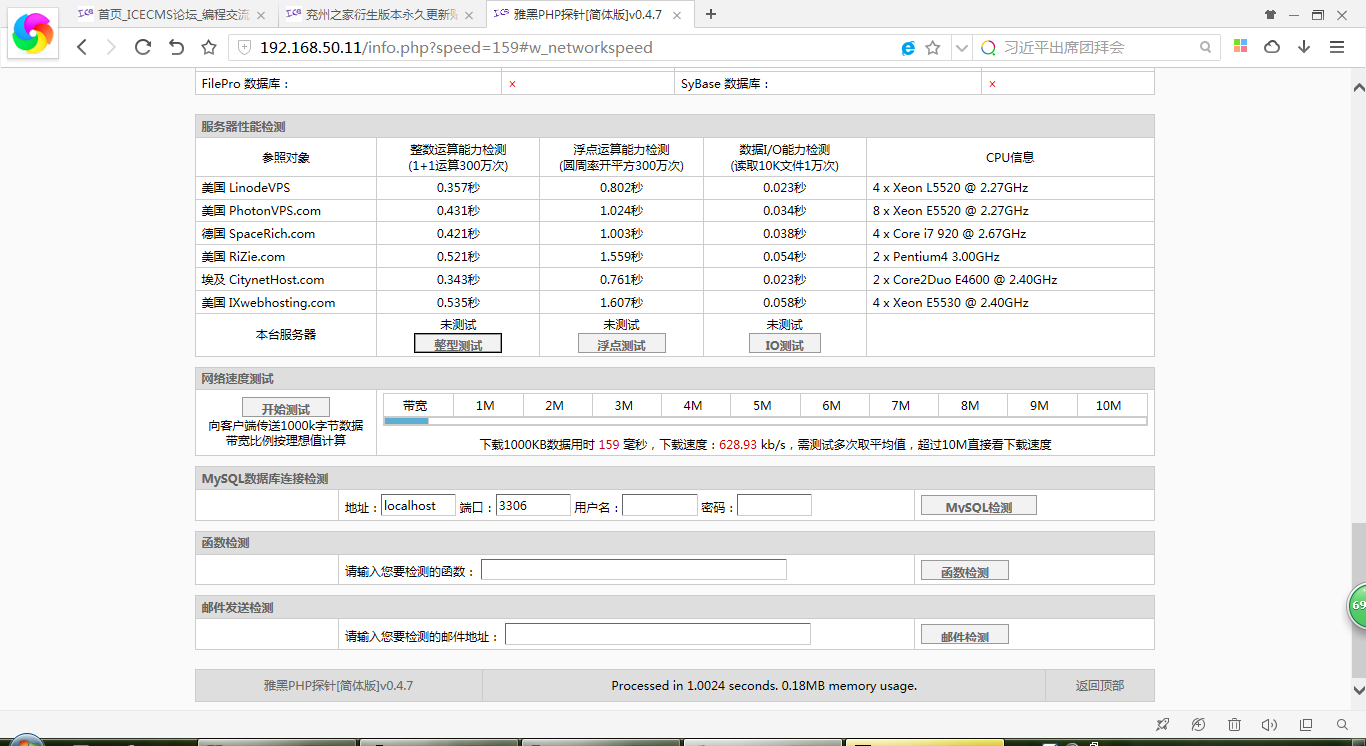 首页_ICECMS论坛_编程交流
兖州之家衍生版本永久更新贴
雅黑PHP探针[简体版]v0.4.7
192.168.50.11/info.php?speed=159#w_networkspeed
习近平出席团拜会
FilePro 数据库： × SyBase 数据库： ×
服务器性能检测
参照对象 整数运算能力检测 (1+1运算300万次) 浮点运算能力检测 (圆周率开平方300万次) 数据I/O能力检测 (读取10K文件1万次) CPU信息
美国 LinodeVPS 0.357秒 0.802秒 0.023秒 4 x Xeon L5520 @ 2.27GHz
美国 PhotonVPS.com 0.431秒 1.024秒 0.034秒 8 x Xeon E5520 @ 2.27GHz
德国 SpaceRich.com 0.421秒 1.003秒 0.038秒 4 x Core i7 920 @ 2.67GHz
美国 RiZie.com 0.521秒 1.559秒 0.054秒 2 x Pentium4 3.00GHz
埃及 CitynetHost.com 0.343秒 0.761秒 0.023秒 2 x Core2Duo E4600 @ 2.40GHz
美国 IXwebhosting.com 0.535秒 1.607秒 0.058秒 4 x Xeon E5530 @ 2.40GHz
本台服务器 未测试 未测试 未测试
整型测试 浮点测试 IO测试
网络速度测试
开始测试
向客户端传送1000k字节数据
带宽比例按理想值计算
带宽 1M 2M 3M 4M 5M 6M 7M 8M 9M 10M
下载1000KB数据用时 159 毫秒，下载速度：628.93 kb/s，需测试多次取平均值，超过10M直接看下载速度
MySQL数据库连接检测
地址：localhost 端口：3306 用户名： 密码： MySQL检测
函数检测
请输入您要检测的函数： 函数检测
邮件发送检测
请输入您要检测的邮件地址： 邮件检测
雅黑PHP探针[简体版]v0.4.7 Processed in 1.0024 seconds. 0.18MB memory usage. 返回顶部